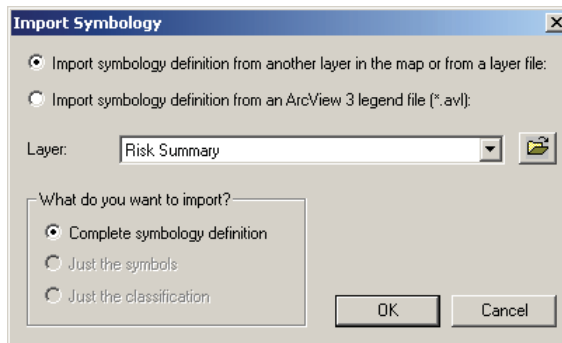 Import Symbology
Import symbology definition from another layer in the map or from a layer file:
Import symbology definition from an ArcView 3 legend file (*.avl):
Layer: Risk Summary
What do you want to import?
Complete symbology definition
Just the symbols
Just the classification
OK Cancel